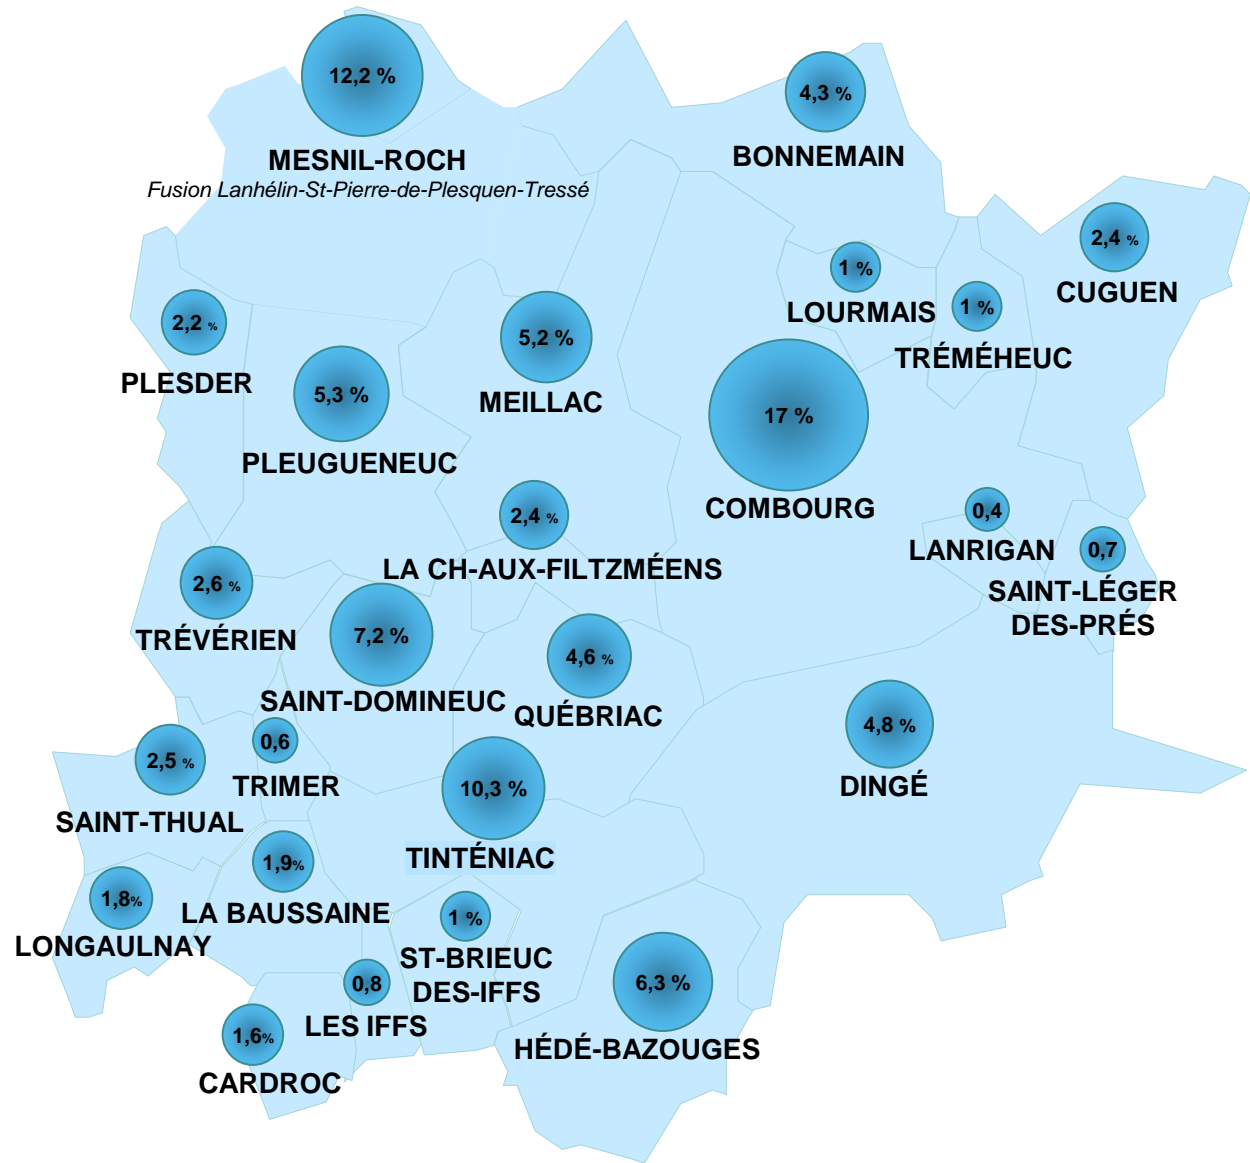 12,2 %
MESNIL-ROCH
Fusion Lanhélin-St-Pierre-de-Plesquen-Tressé
4,3 %
BONNEMAIN
2,4 %
CUGUEN
1 %
LOURMAIS
1 %
TRÉMÉHEUC
2,2 %
PLESDER
5,3 %
PLEUGUENEUC
5,2 %
MEILLAC
17 %
COMBOURG
2,4 %
LA CH-AUX-FILTZMÉENS
0,4
LANRIGAN
0,7
SAINT-LÉGER
DES-PRÉS
2,6 %
TRÉVÉRIEN
7,2 %
SAINT-DOMINEUC
4,6 %
QUÉBRIAC
4,8 %
DINGÉ
2,5 %
SAINT-THUAL
0,6
TRIMER
10,3 %
TINTÉNIAC
1,9%
LA BAUSSAINE
1,8%
LONGAULNAY
1 %
ST-BRIEUC
DES-IFFS
0,8
LES IFFS
6,3 %
HÉDÉ-BAZOUGES
1,6%
CARDROC